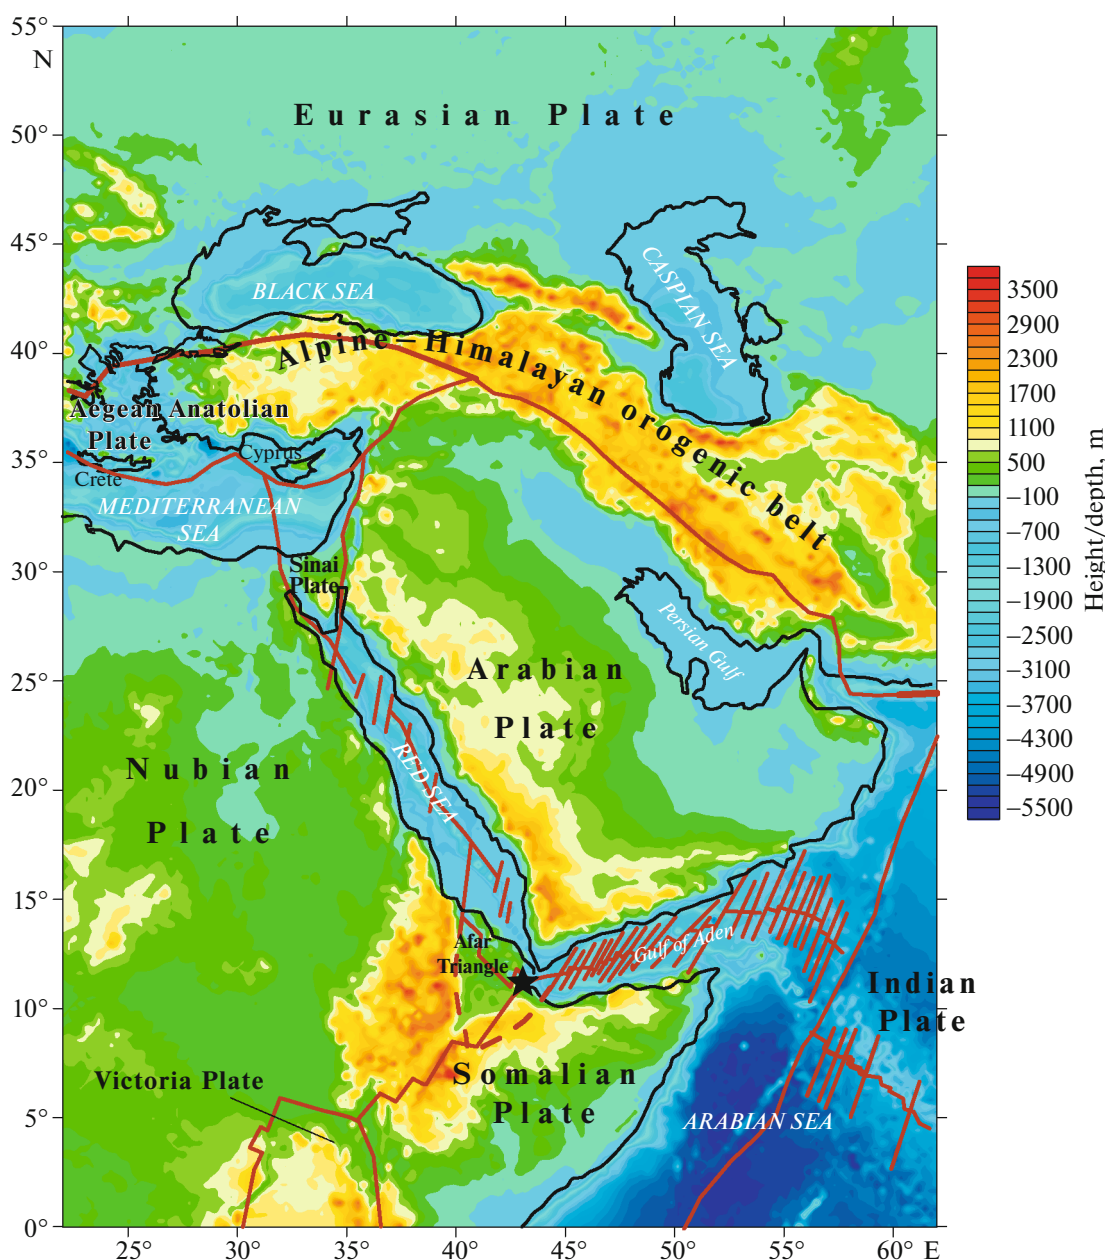 55°
N
50°
45°
40°
35°
30°
25°
20°
15°
10°
5°
0°
25°
30°
35°
40°
45°
50°
55°
60°
E
Eurasian Plate
BLACK SEA
CASPIAN SEA
Alpine–Himalayan orogenic belt
Aegean
Plate
Anatolian
Cyprus
Crete
MEDITERRANEAN
SEA
Sinai
Plate
Persian Gulf
Arabian
Plate
Nubian
Plate
RED SEA
Afar
Triangle
Gulf of Aden
Indian
Plate
Somalian
Plate
Victoria Plate
ARABIAN SEA
3500
2900
2300
1700
1100
500
–100
–700
–1300
–1900
–2500
–3100
–3700
–4300
–4900
–5500
Height/depth, m